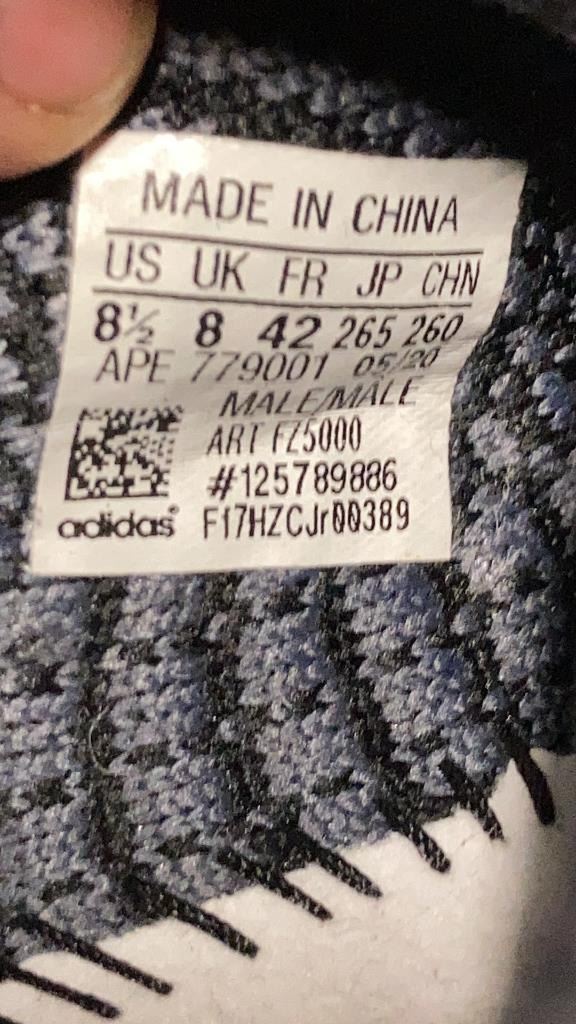 MADE IN CHINA
US UK FR JP CHN
8½ 8 42 265 260
APE 779001 05/20
MALE/MALE
ART FZ5000
#125789886
adidas F17HZCJr00389